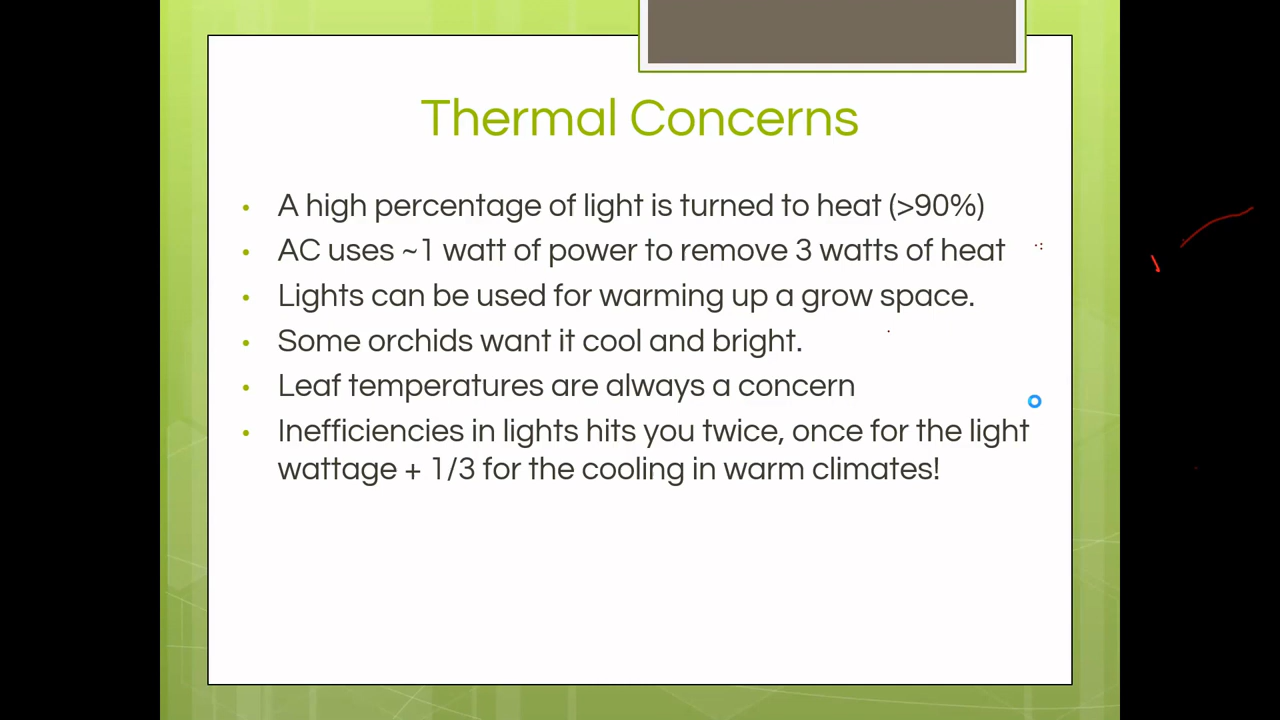 Thermal Concerns
• A high percentage of light is turned to heat (>90%)
• AC uses ~1 watt of power to remove 3 watts of heat
• Lights can be used for warming up a grow space.
• Some orchids want it cool and bright.
• Leaf temperatures are always a concern
• Inefficiencies in lights hits you twice, once for the light
wattage + 1/3 for the cooling in warm climates!